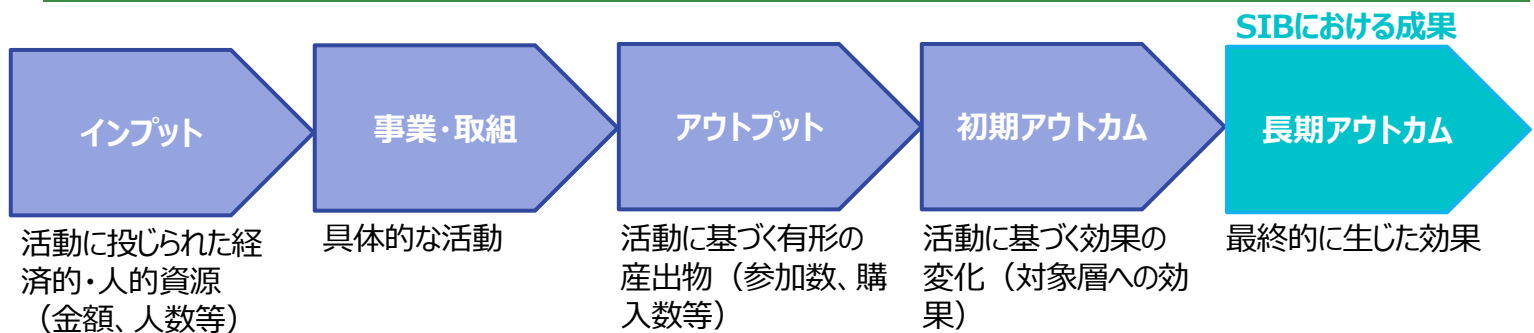 SIBにおける成果
インプット
事業・取組
アウトプット
初期アウトカム
長期アウトカム
活動に投じられた経
済的・人的資源
（金額、人数等）
具体的な活動
活動に基づく有形の
産出物（参加数、購
入数等）
活動に基づく効果の
変化（対象層への効
果）
最終的に生じた効果